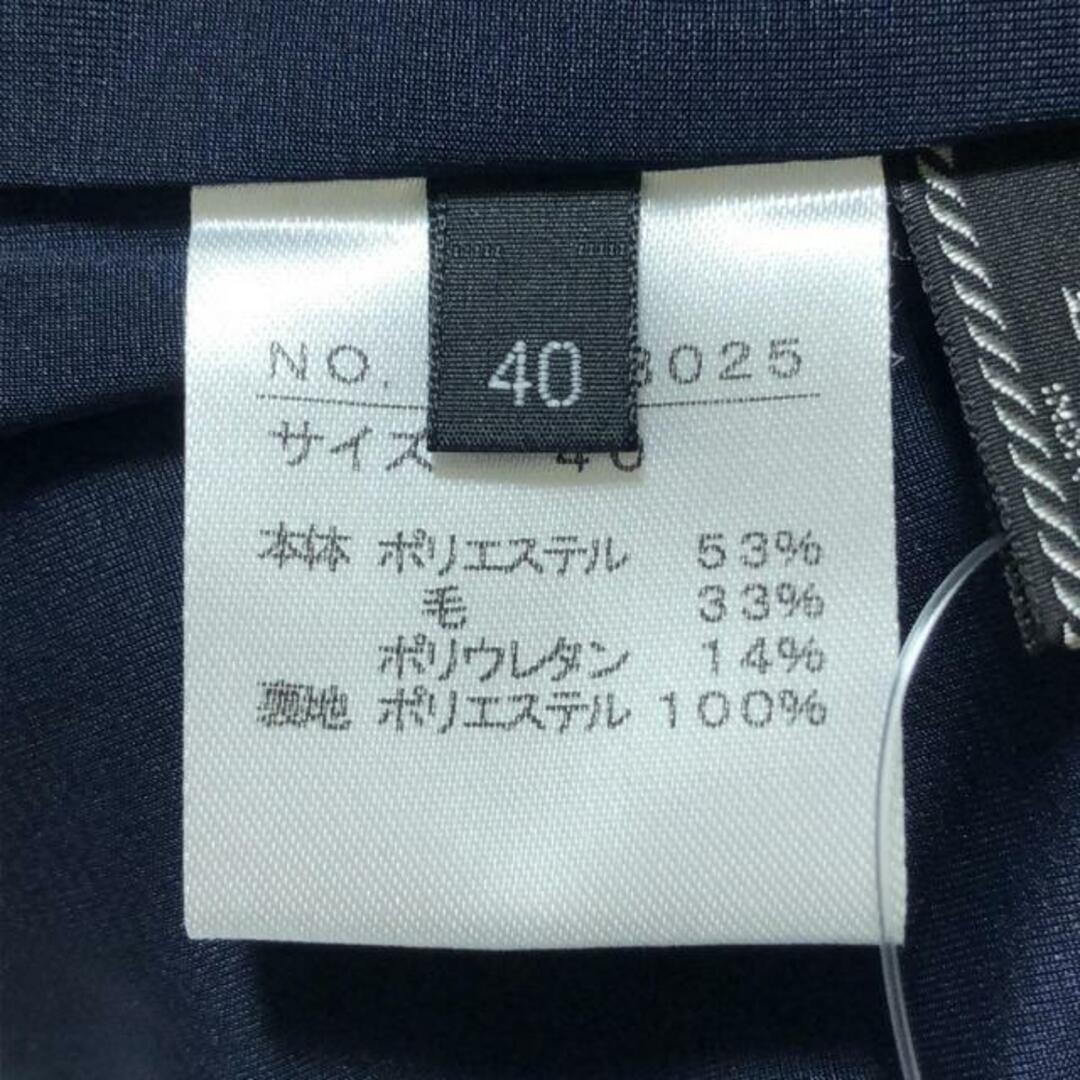 40
NO. 3025
サイズ 40
本体 ポリエステル 53%
毛 33%
ポリウレタン 14%
裏地 ポリエステル 100%